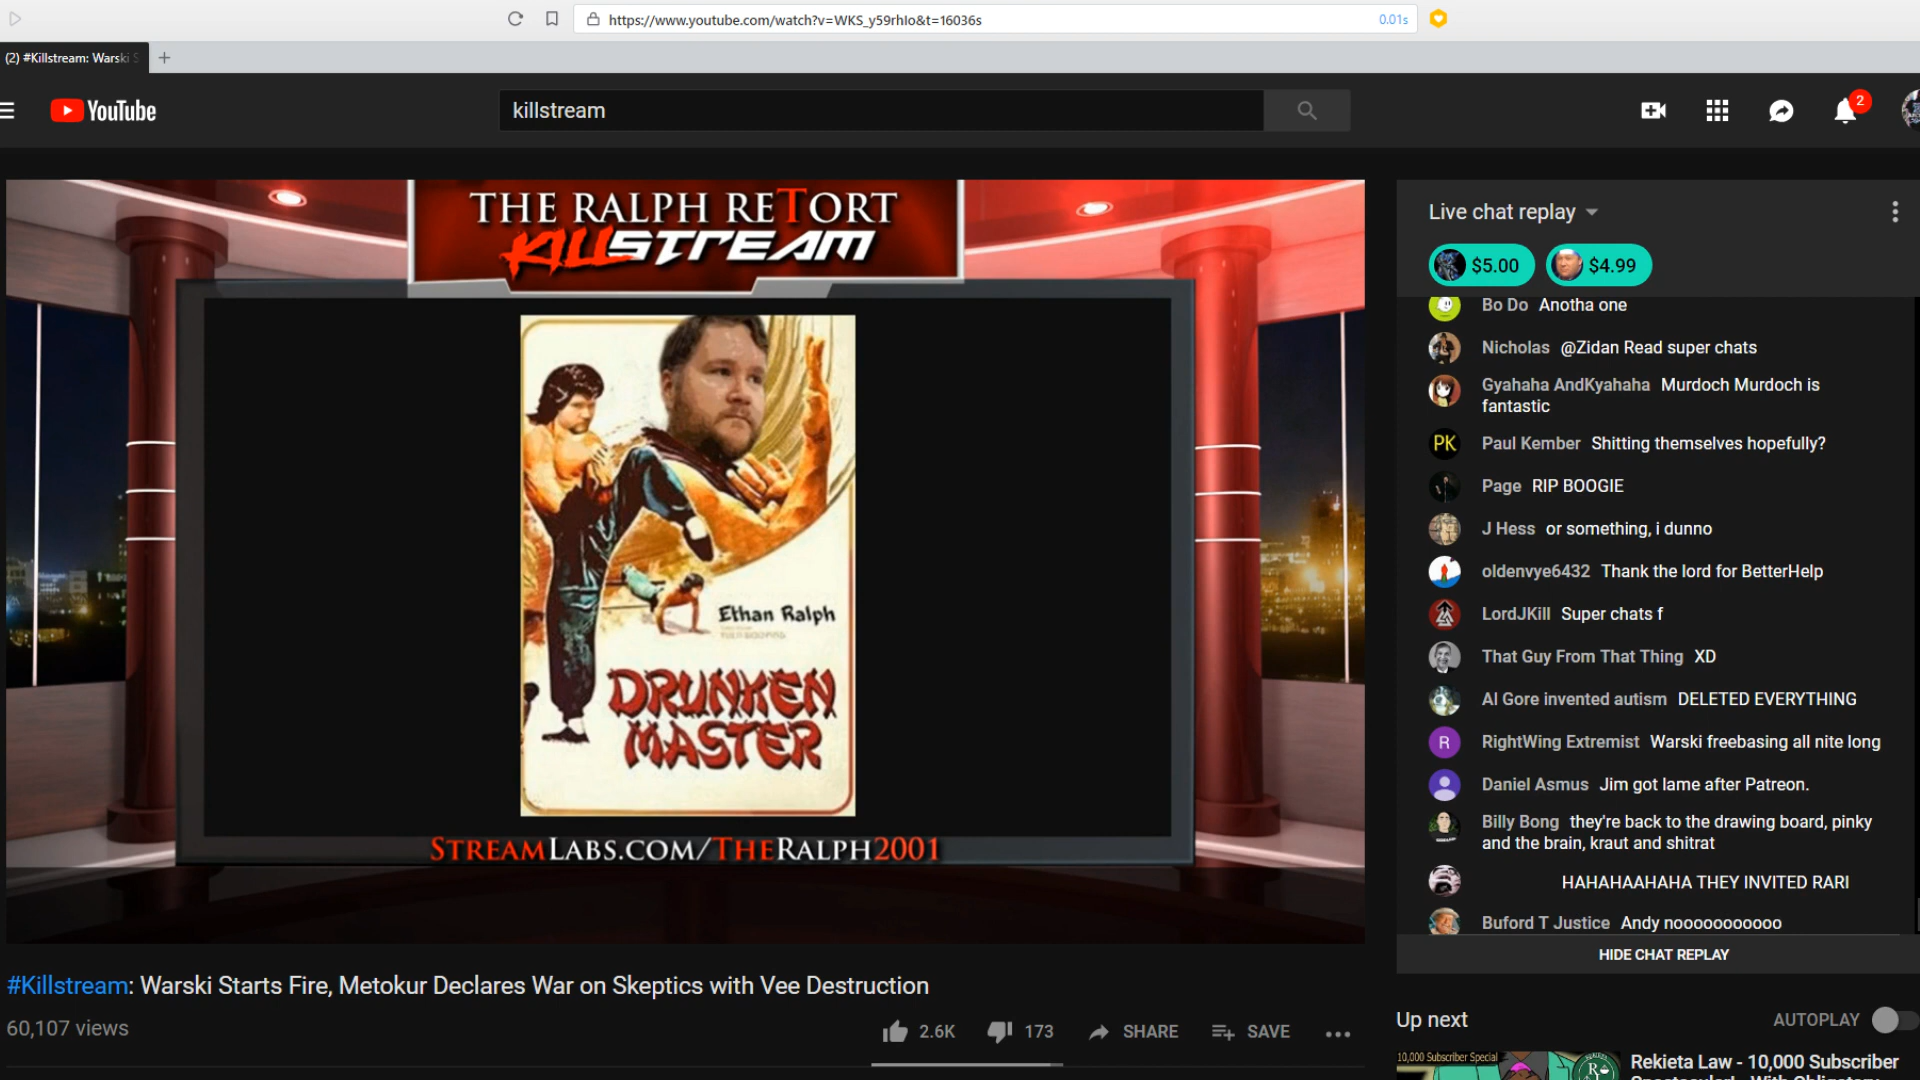 https://www.youtube.com/watch?v=WKS_y59rhIo&t=16036s
0.01s
(2) #Killstream: Warski S
YouTube
killstream
2
THE RALPH RETORT
KILLSTREAM
Ethan Ralph
DRUNKEN
MASTER
STREAMLABS.COM/THERALPH2001
Live chat replay
$5.00
$4.99
Bo Do Anotha one
Nicholas @Zidan Read super chats
Gyahaha AndKyahaha Murdoch Murdoch is
fantastic
PK
Paul Kember Shitting themselves hopefully?
Page RIP BOOGIE
J Hess or something, i dunno
oldenvye6432 Thank the lord for BetterHelp
LordJKill Super chats f
That Guy From That Thing XD
Al Gore invented autism DELETED EVERYTHING
R
RightWing Extremist Warski freebasing all nite long
Daniel Asmus Jim got lame after Patreon.
Billy Bong they're back to the drawing board, pinky
and the brain, kraut and shitrat
HAHAHAAHAHA THEY INVITED RARI
Buford T Justice Andy nooooooooooo
HIDE CHAT REPLAY
#Killstream: Warski Starts Fire, Metokur Declares War on Skeptics with Vee Destruction
60,107 views
2.6K
173
SHARE
SAVE
Up next
AUTOPLAY
10,000 Subscriber Special
Rekieta Law - 10,000 Subscriber